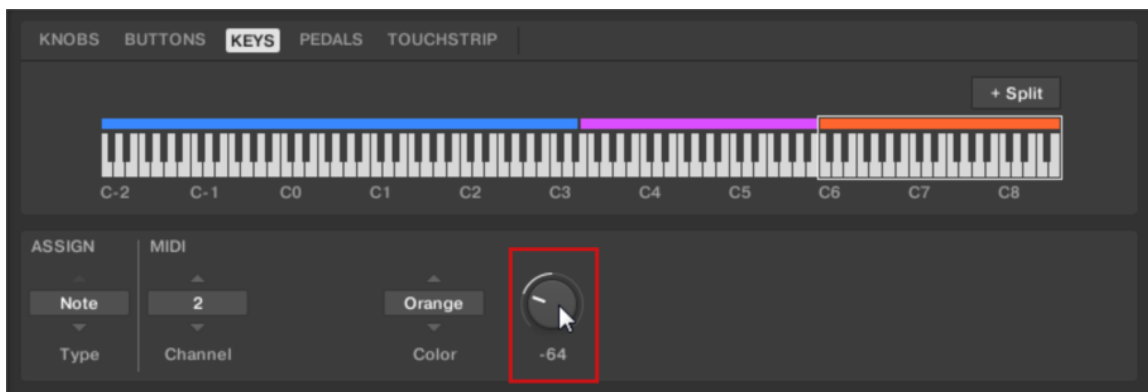 KNOBS BUTTONS KEYS PEDALS TOUCHSTRIP
+ Split
C-2 C-1 C0 C1 C2 C3 C4 C5 C6 C7 C8
ASSIGN MIDI
Note 2 Orange
Type Channel Color -64